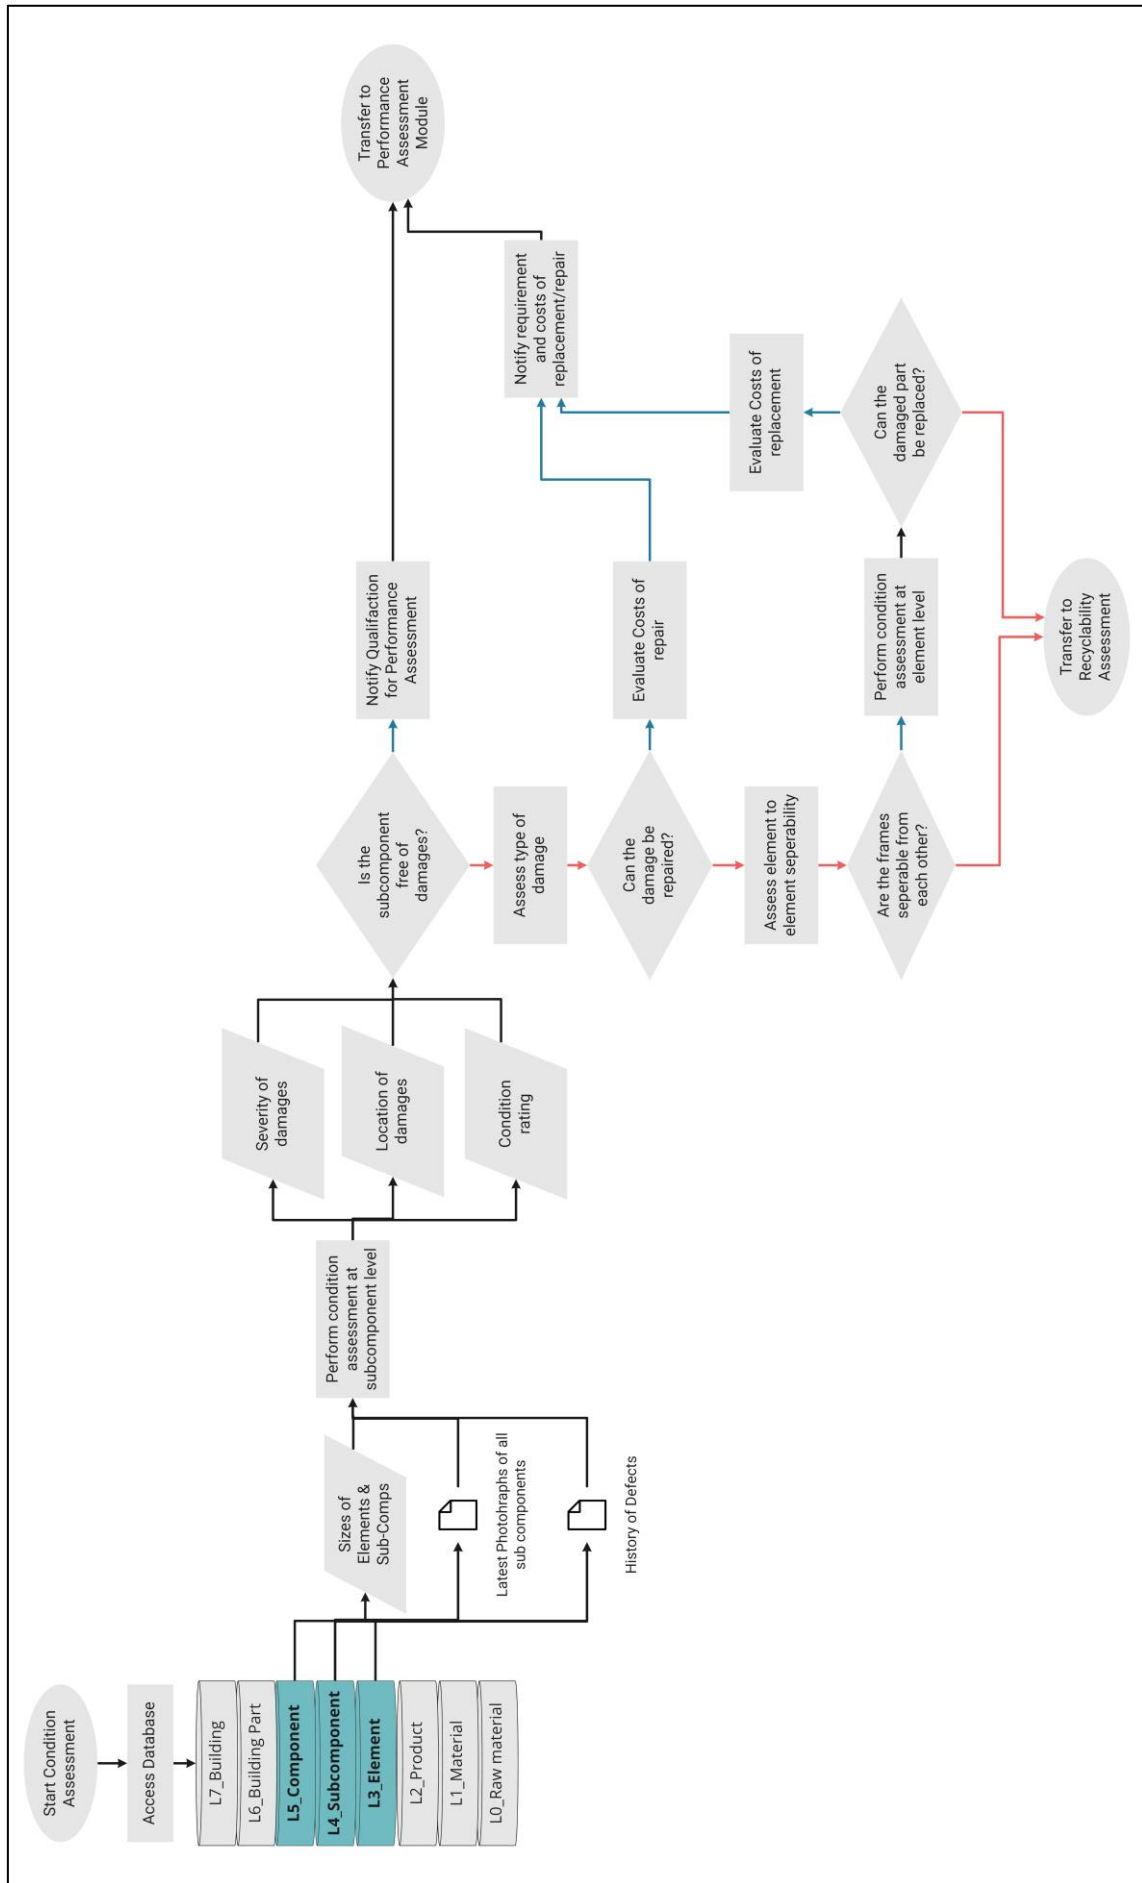 Start Condition
Assessment
Access Database
L7_Building
L6_Building Part
L5_Component
L4_Subcomponent
L3_Element
L2_Product
L1_Material
L0_Raw material
Sizes of
Elements &
Sub-Comps
Latest Photohraphs of all
sub components
History of Defects
Perform condition
assessment at
subcomponent level
Severity of
damages
Location of
damages
Condition
rating
Is the
subcomponent
free of
damages?
Notify Qualifaction
for Performance
Assessment
Transfer to
Performance
Assessment
Module
Assess type of
damage
Can the
damage be
repaired?
Evaluate Costs of
repair
Notify requirement
and costs of
replacement/repair
Assess element to
element seperability
Are the frames
seperable from
each other?
Perform condition
assessment at
element level
Can the
damaged part
be replaced?
Evaluate Costs of
replacement
Transfer to
Recyclability
Assessment